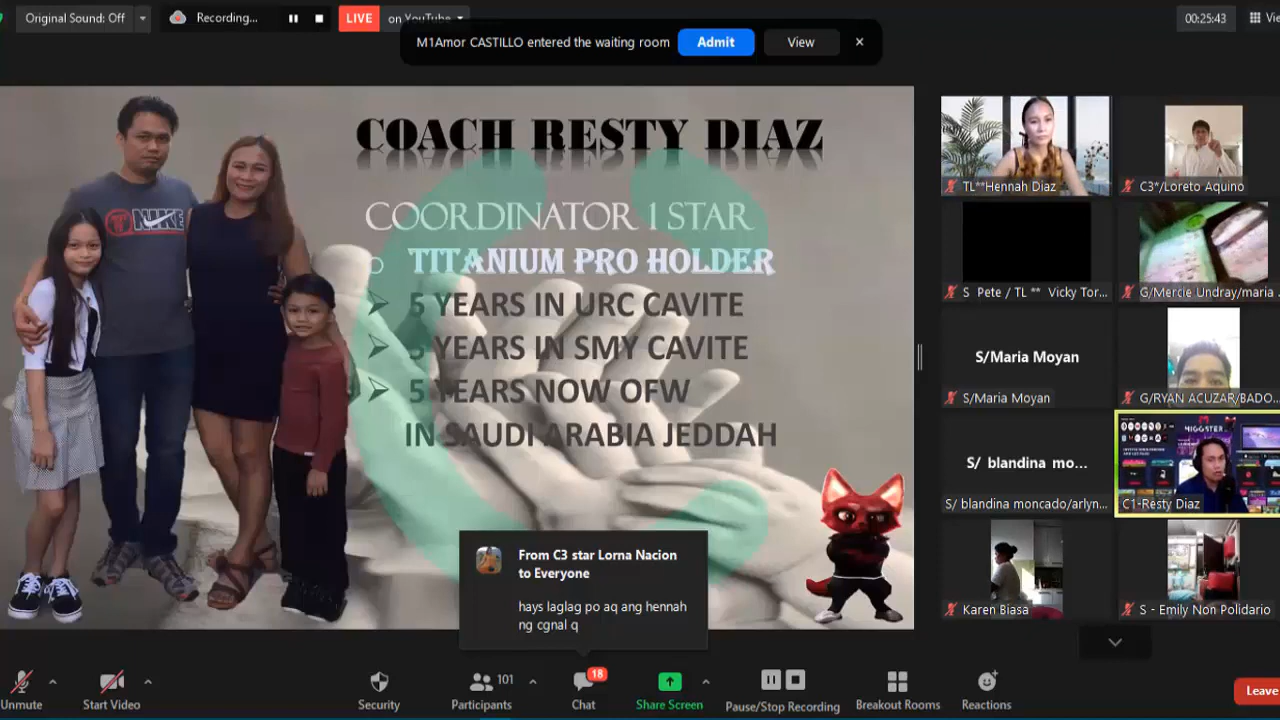 Original Sound: Off
Recording...
LIVE
on YouTube
00:25:43
M1Amor CASTILLO entered the waiting room
Admit
View
COACH RESTY DIAZ
COORDINATOR 1 STAR
TITANIUM PRO HOLDER
5 YEARS IN URC CAVITE
5 YEARS IN SMY CAVITE
5 YEARS NOW OFW
IN SAUDI ARABIA JEDDAH
NIKE
From C3 star Lorna Nacion
to Everyone
hays laglag po aq ang hennah
ng cgnal q
TL**Hennah Diaz
C3*/Loreto Aquino
S Pete / TL ** Vicky Tor...
G/Mercie Undray/maria
S/Maria Moyan
S/Maria Moyan
G/RYAN ACUZAR/BADO...
S/ blandina mo...
S/ blandina moncado/arlyn...
HIGGSTER
C1-Resty Diaz
Karen Biasa
S - Emily Non Polidario
Unmute
Start Video
Security
Participants
101
Chat
18
Share Screen
Pause/Stop Recording
Breakout Rooms
Reactions
Leave